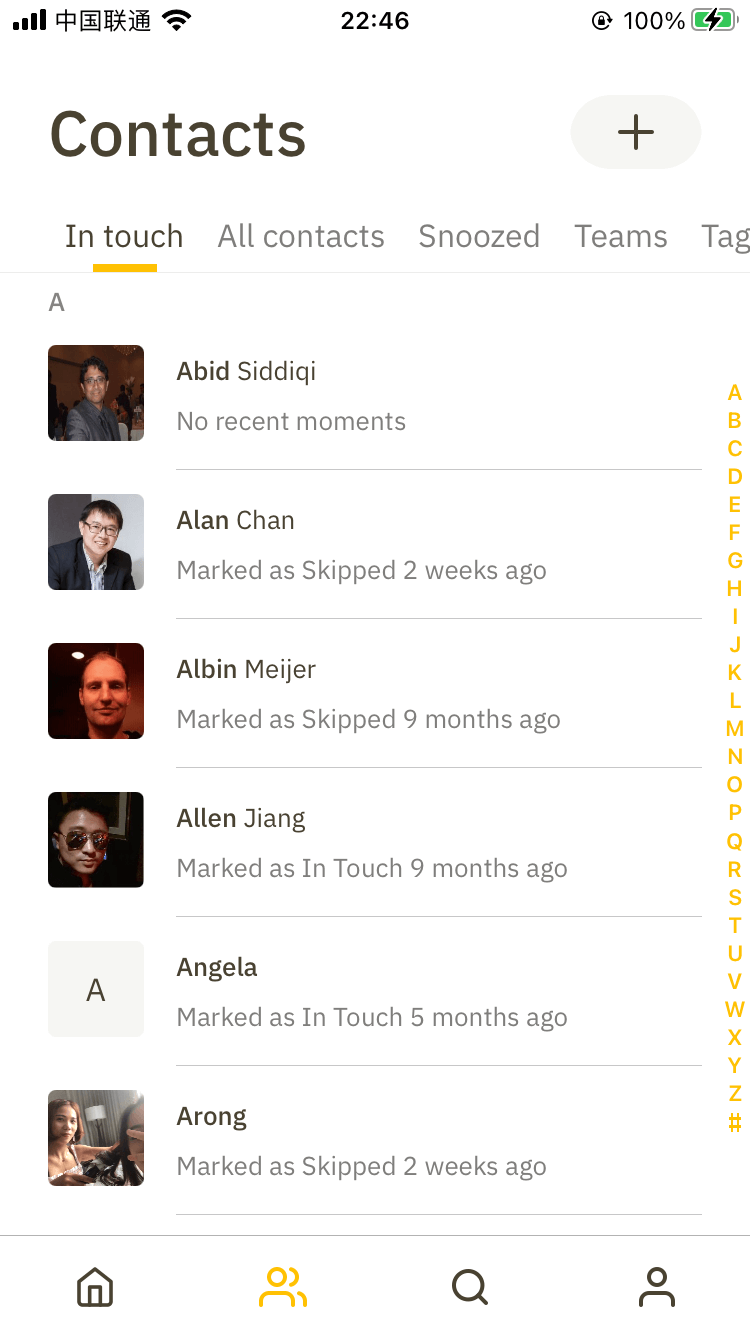 中国联通 22:46 100%
Contacts
In touch All contacts Snoozed Teams Tag
A
Abid Siddiqi
No recent moments
Alan Chan
Marked as Skipped 2 weeks ago
Albin Meijer
Marked as Skipped 9 months ago
Allen Jiang
Marked as In Touch 9 months ago
A
Angela
Marked as In Touch 5 months ago
Arong
Marked as Skipped 2 weeks ago
A
B
C
D
E
F
G
H
I
J
K
L
M
N
O
P
Q
R
S
T
U
V
W
X
Y
Z
#